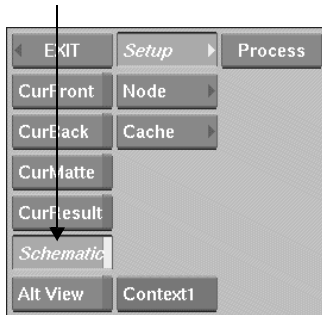 EXIT Setup Process
CurFront Node
CurBack Cache
CurMatte
CurResult
Schematic
Alt View Context1